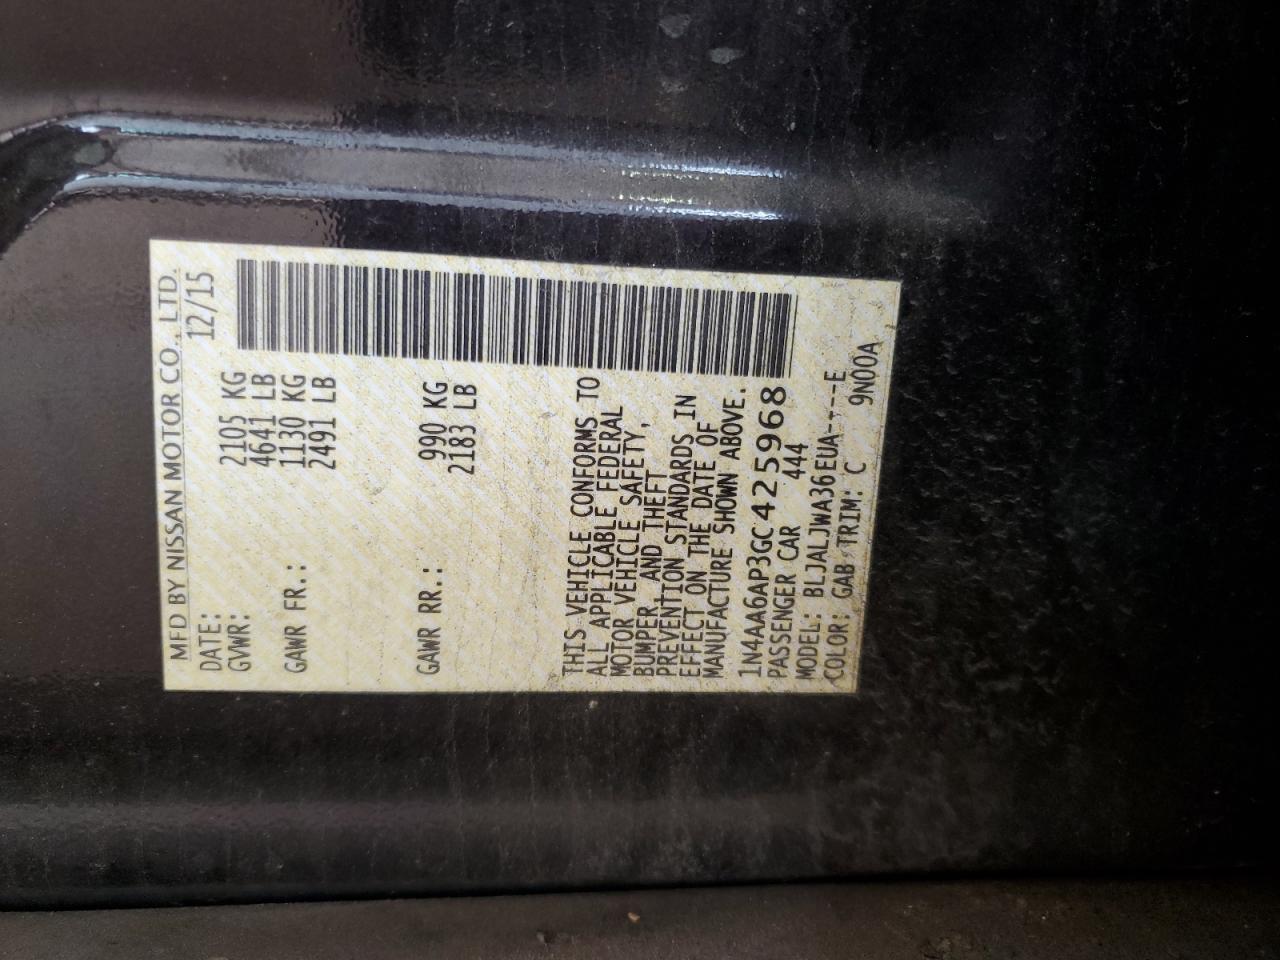 MFD BY NISSAN MOTOR CO., LTD.
DATE: 12/15
GVWR: 2105 KG
4641 LB
GAWR FR.: 1130 KG
2491 LB
GAWR RR.: 990 KG
2183 LB
THIS VEHICLE CONFORMS TO
ALL APPLICABLE FEDERAL
MOTOR VEHICLE SAFETY,
BUMPER, AND THEFT
PREVENTION STANDARDS IN
EFFECT ON THE DATE OF
MANUFACTURE SHOWN ABOVE.
1N4AA6AP3GC425968
PASSENGER CAR 444
MODEL: BLJALJWA36EUA----E
COLOR: GAB TRIM: C 9N00A